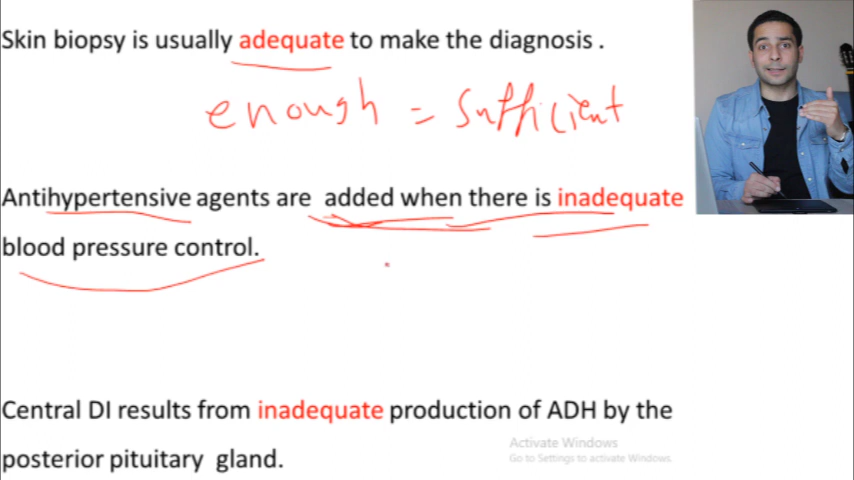 Skin biopsy is usually adequate to make the diagnosis .
enough = sufficient
Antihypertensive agents are added when there is inadequate
blood pressure control.
Central DI results from inadequate production of ADH by the
posterior pituitary gland.
Activate Windows
Go to Settings to activate Windows.